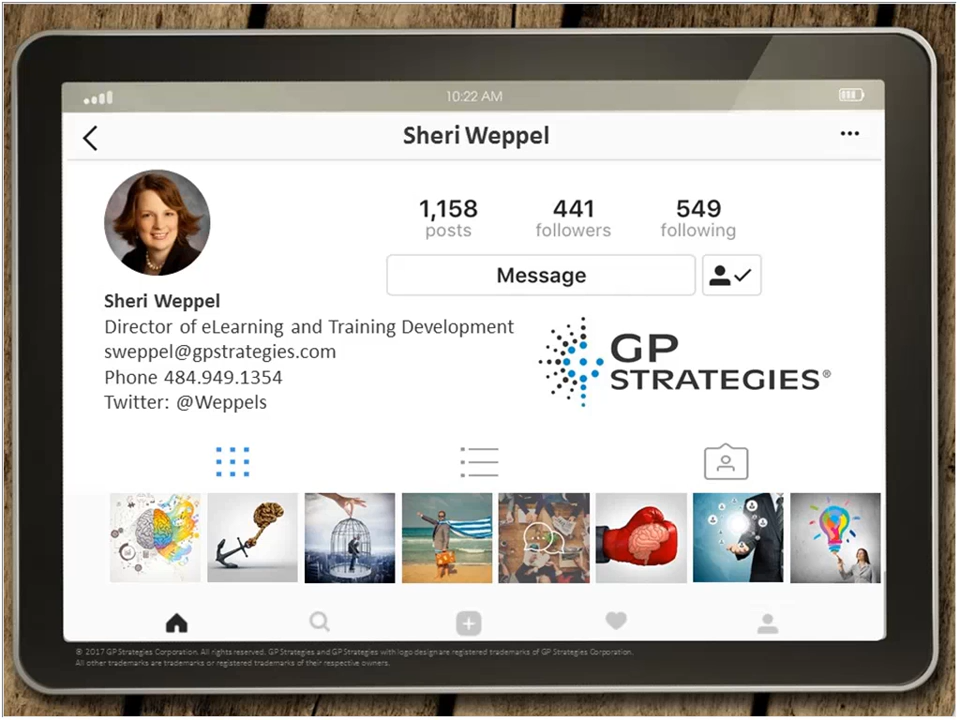 10:22 AM
Sheri Weppel
1,158 441 549
posts followers following
Message
Sheri Weppel
Director of eLearning and Training Development
sweppel@gpstrategies.com
Phone 484.949.1354
Twitter: @Weppels
GP
STRATEGIES®
© 2017 GP Strategies Corporation. All rights reserved. GP Strategies and GP Strategies with logo design are registered trademarks of GP Strategies Corporation.
All other trademarks are trademarks or registered trademarks of their respective owners.